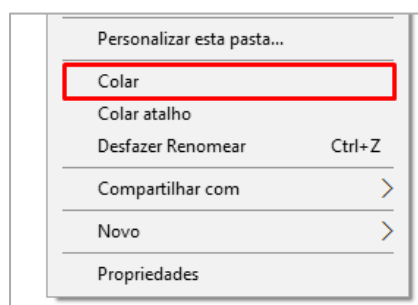 Personalizar esta pasta...
Colar
Colar atalho
Desfazer Renomear Ctrl+Z
Compartilhar com
Novo
Propriedades